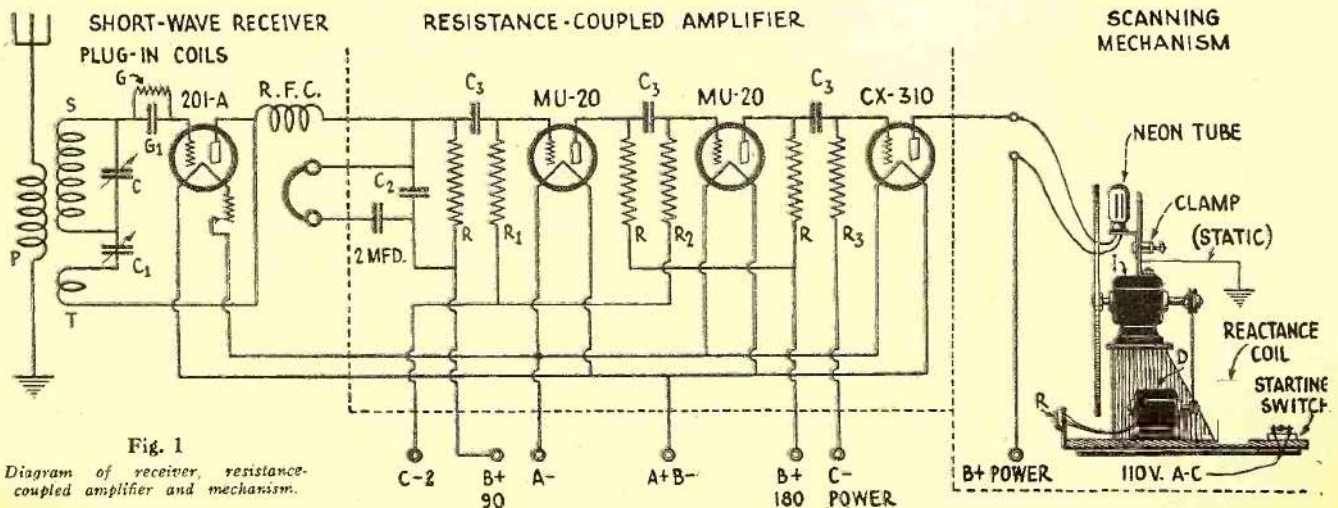 SHORT-WAVE RECEIVER
RESISTANCE-COUPLED AMPLIFIER
SCANNING
MECHANISM
PLUG-IN COILS
G
201-A
R.F.C.
S
G1
C
C1
P
T
C2
2 MFD.
C3
R
R1
MU-20
C3
R
R2
MU-20
C3
R
R3
CX-310
NEON TUBE
CLAMP
(STATIC)
REACTANCE
COIL
D
R
STARTING
SWITCH
110 V. A-C
C-2
B+
90
A-
A+B-
B+
180
C-
POWER
B+ POWER
Fig. 1
Diagram of receiver, resistance-
coupled amplifier and mechanism.